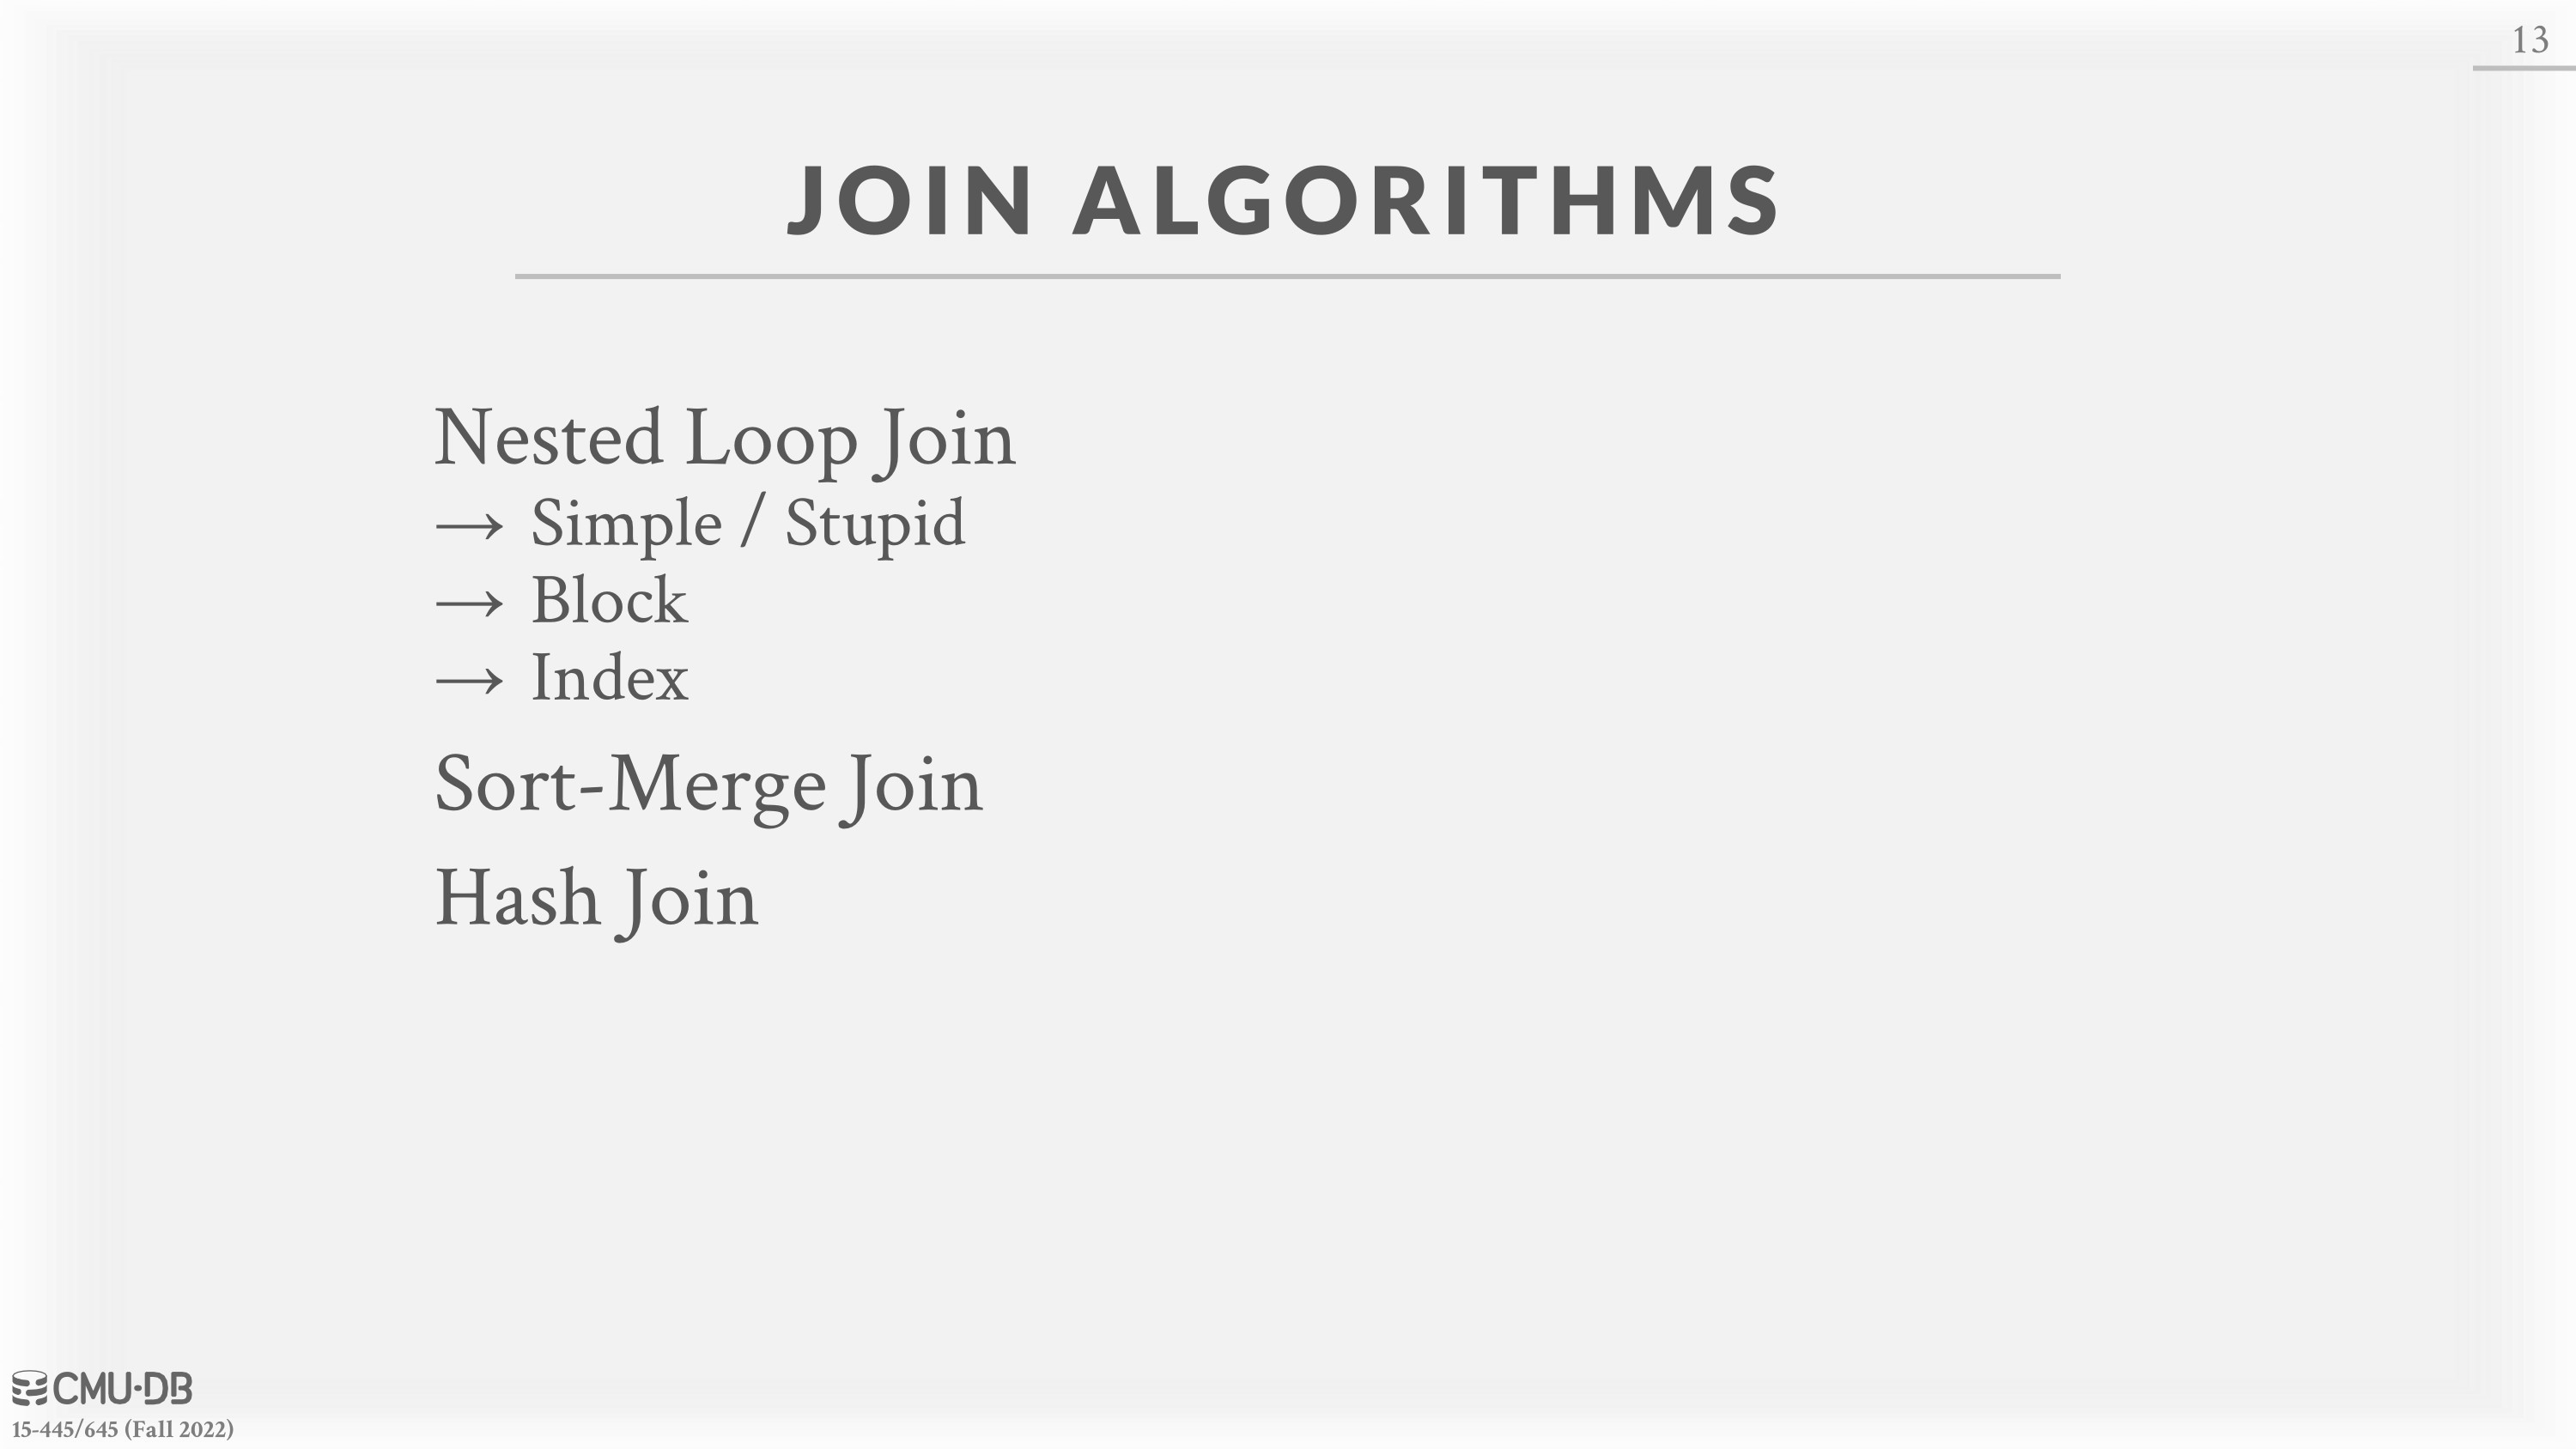 13
JOIN ALGORITHMS
Nested Loop Join
→ Simple / Stupid
→ Block
→ Index
Sort-Merge Join
Hash Join
CMU·DB
15-445/645 (Fall 2022)